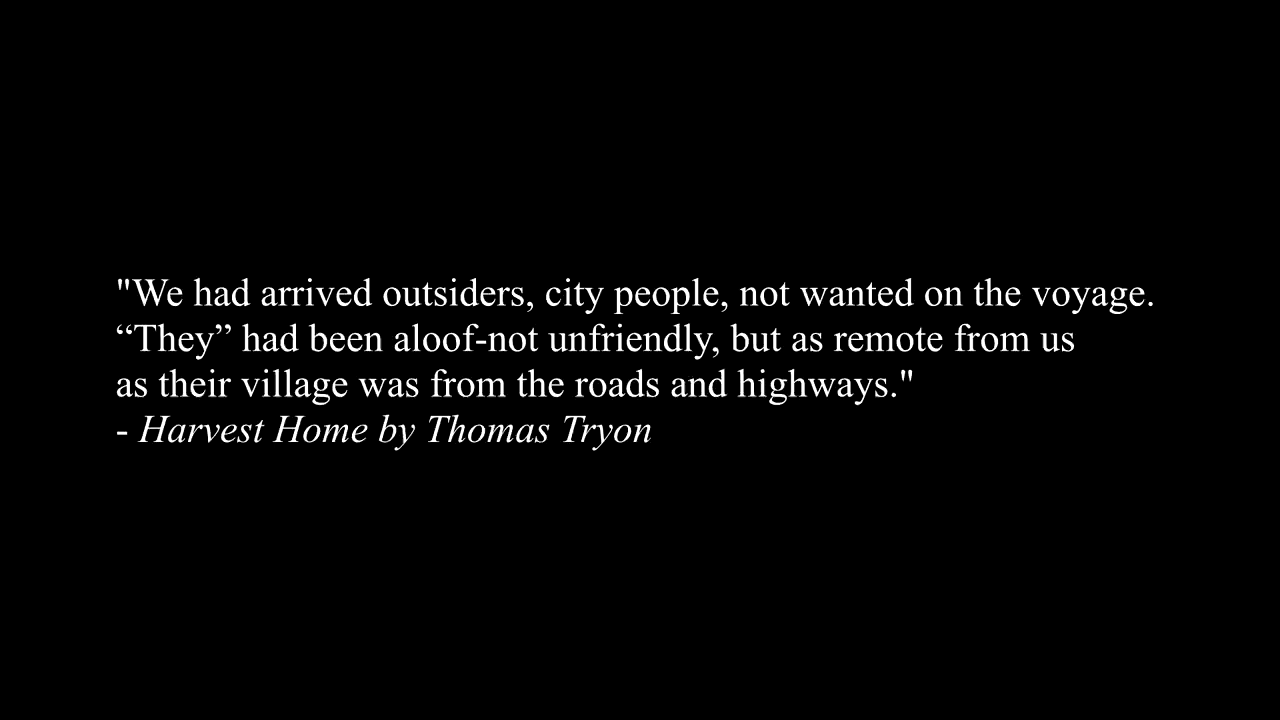 "We had arrived outsiders, city people, not wanted on the voyage.
“They” had been aloof-not unfriendly, but as remote from us
as their village was from the roads and highways."
- Harvest Home by Thomas Tryon